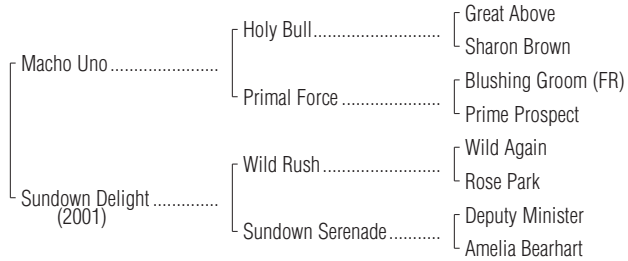 Great Above
Holy Bull
Sharon Brown
Macho Uno
Blushing Groom (FR)
Primal Force
Prime Prospect
Wild Again
Wild Rush
Rose Park
Sundown Delight
(2001)
Deputy Minister
Sundown Serenade
Amelia Bearhart